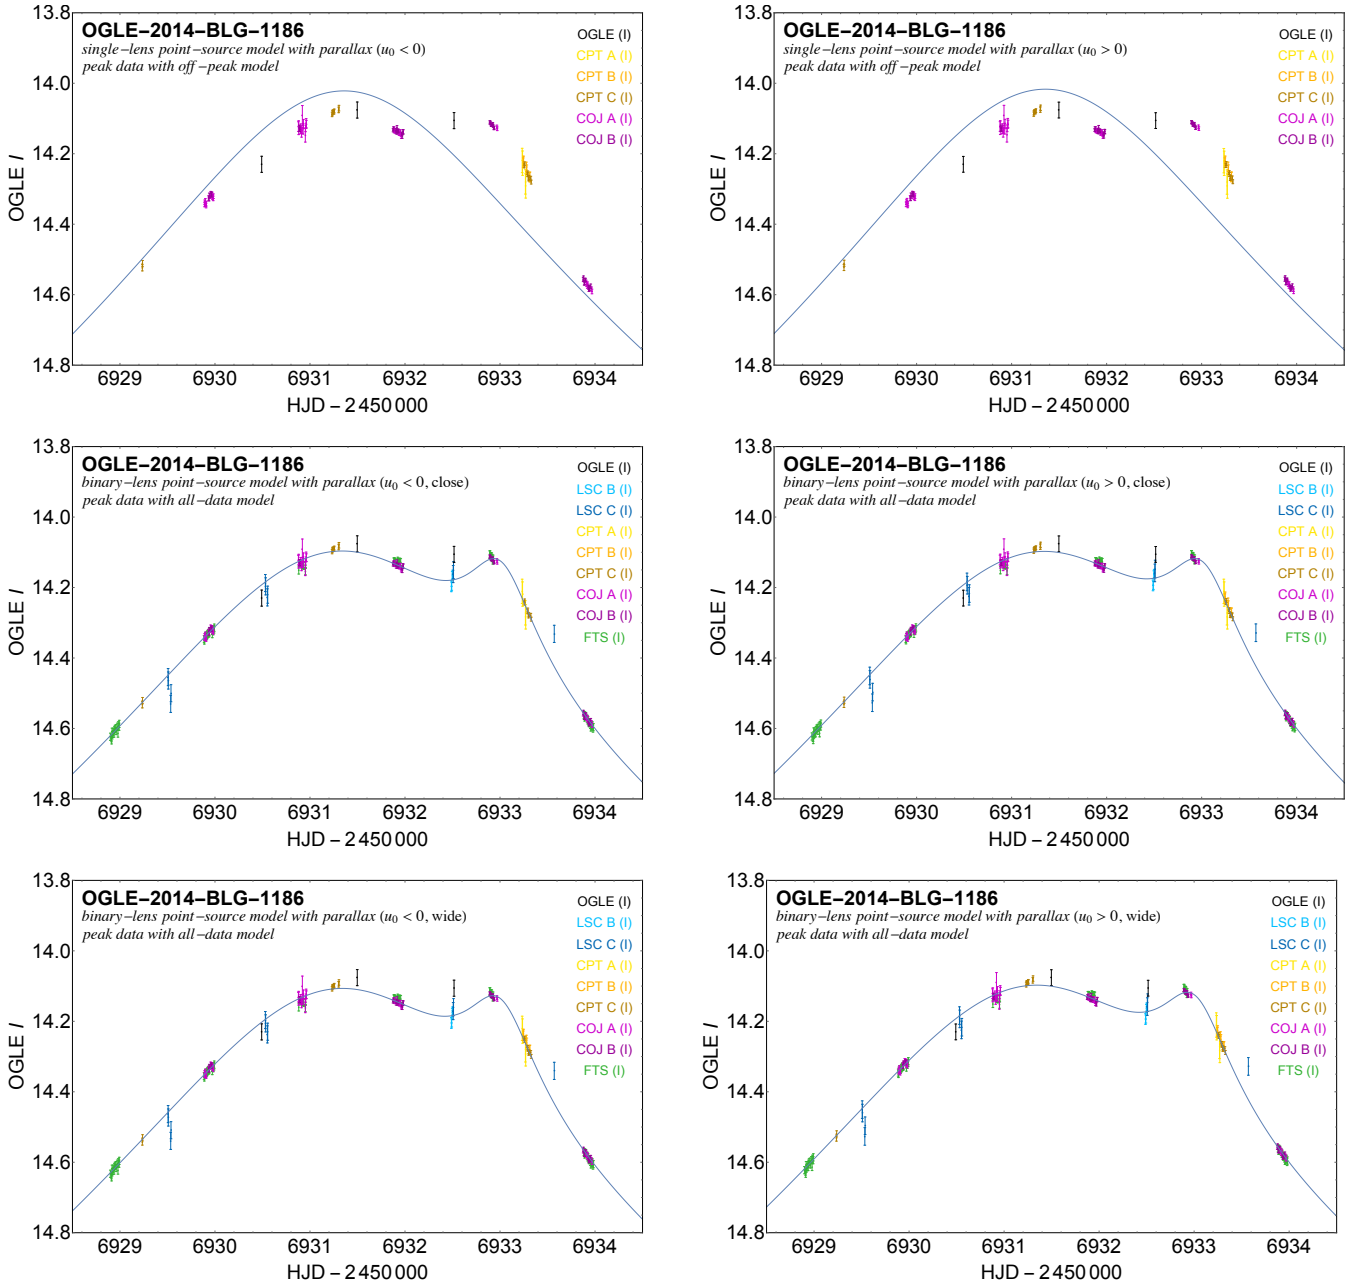 OGLE−2014−BLG−1186
single−lens point−source model with parallax (u0 < 0)
peak data with off−peak model
OGLE (I)
CPT A (I)
CPT B (I)
CPT C (I)
COJ A (I)
COJ B (I)
OGLE I
13.8
14.0
14.2
14.4
14.6
14.8
6929 6930 6931 6932 6933 6934
HJD − 2 450 000
OGLE−2014−BLG−1186
single−lens point−source model with parallax (u0 > 0)
peak data with off−peak model
OGLE (I)
CPT A (I)
CPT B (I)
CPT C (I)
COJ A (I)
COJ B (I)
OGLE I
13.8
14.0
14.2
14.4
14.6
14.8
6929 6930 6931 6932 6933 6934
HJD − 2 450 000
OGLE−2014−BLG−1186
binary−lens point−source model with parallax (u0 < 0, close)
peak data with all−data model
OGLE (I)
LSC B (I)
LSC C (I)
CPT A (I)
CPT B (I)
CPT C (I)
COJ A (I)
COJ B (I)
FTS (I)
OGLE I
13.8
14.0
14.2
14.4
14.6
14.8
6929 6930 6931 6932 6933 6934
HJD − 2 450 000
OGLE−2014−BLG−1186
binary−lens point−source model with parallax (u0 > 0, close)
peak data with all−data model
OGLE (I)
LSC B (I)
LSC C (I)
CPT A (I)
CPT B (I)
CPT C (I)
COJ A (I)
COJ B (I)
FTS (I)
OGLE I
13.8
14.0
14.2
14.4
14.6
14.8
6929 6930 6931 6932 6933 6934
HJD − 2 450 000
OGLE−2014−BLG−1186
binary−lens point−source model with parallax (u0 < 0, wide)
peak data with all−data model
OGLE (I)
LSC B (I)
LSC C (I)
CPT A (I)
CPT B (I)
CPT C (I)
COJ A (I)
COJ B (I)
FTS (I)
OGLE I
13.8
14.0
14.2
14.4
14.6
14.8
6929 6930 6931 6932 6933 6934
HJD − 2 450 000
OGLE−2014−BLG−1186
binary−lens point−source model with parallax (u0 > 0, wide)
peak data with all−data model
OGLE (I)
LSC B (I)
LSC C (I)
CPT A (I)
CPT B (I)
CPT C (I)
COJ A (I)
COJ B (I)
FTS (I)
OGLE I
13.8
14.0
14.2
14.4
14.6
14.8
6929 6930 6931 6932 6933 6934
HJD − 2 450 000